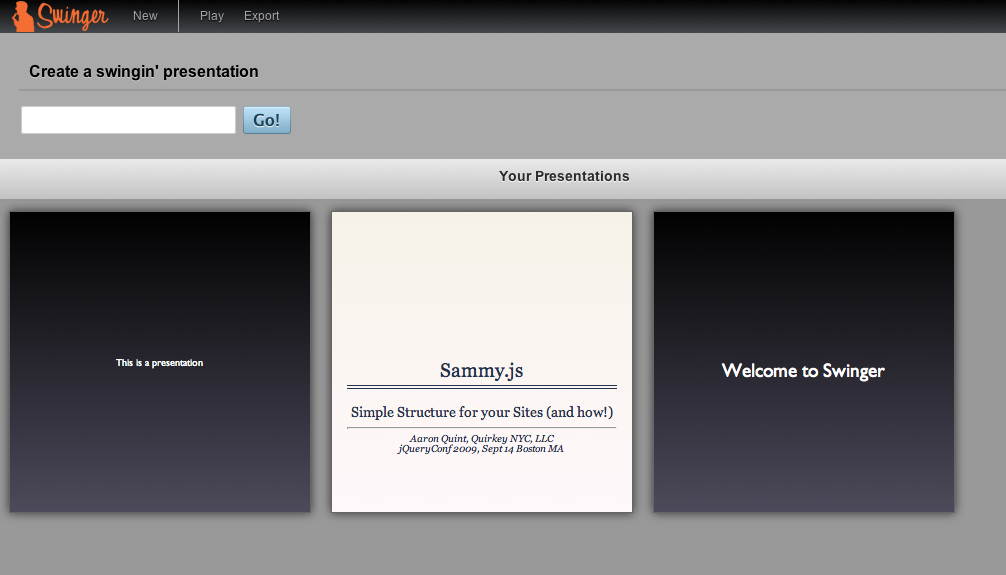 Swinger
New
Play
Export
Create a swingin' presentation
Go!
Your Presentations
This is a presentation
Sammy.js
Simple Structure for your Sites (and how!)
Aaron Quint, Quirkey NYC, LLC
jQueryConf 2009, Sept 14 Boston MA
Welcome to Swinger